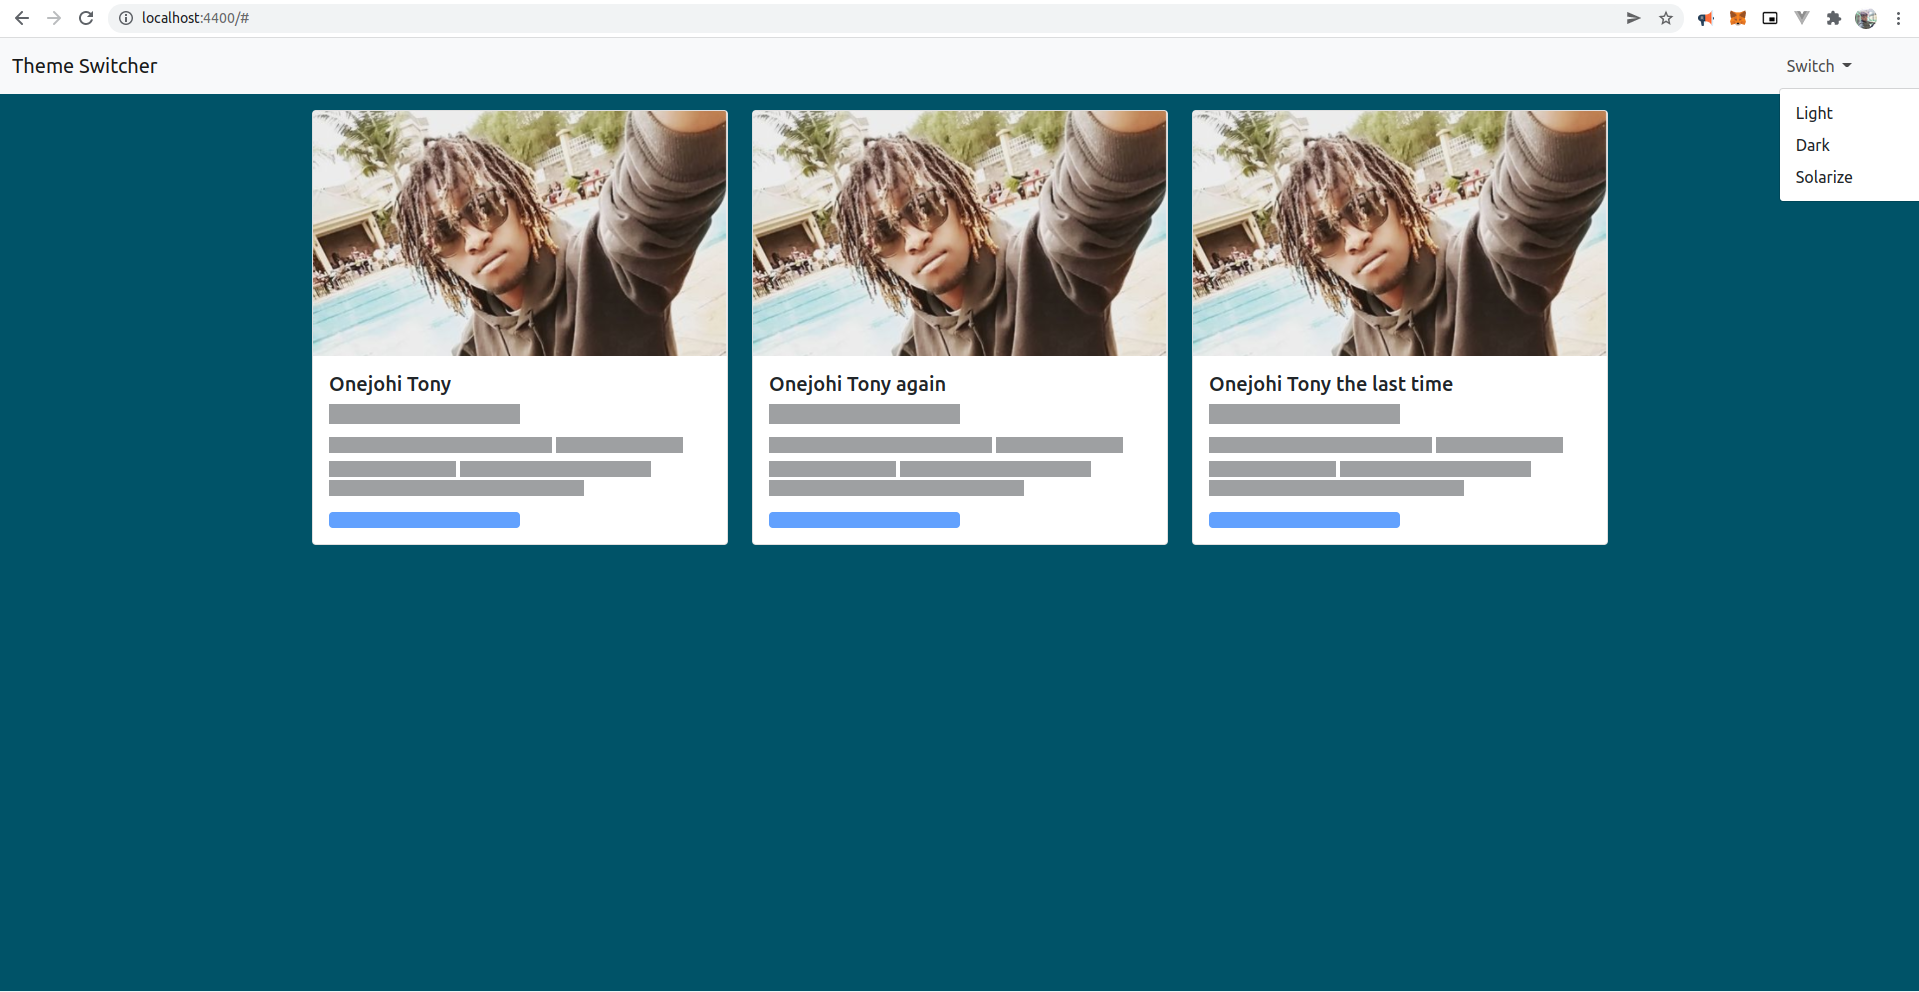 localhost:4400/#
Theme Switcher
Switch
Light
Dark
Solarize
Onejohi Tony
Onejohi Tony again
Onejohi Tony the last time